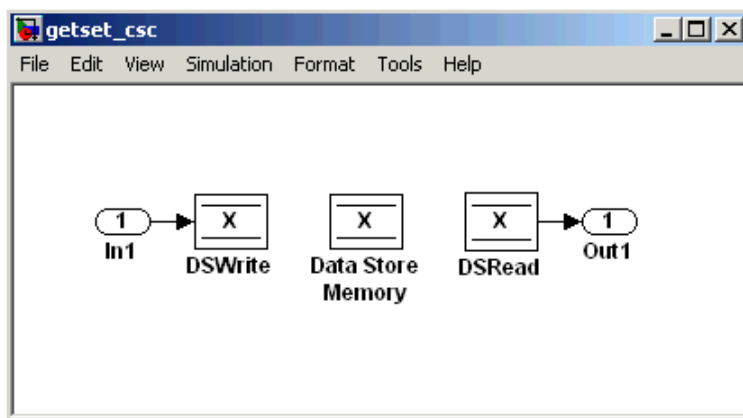 getset_csc
File Edit View Simulation Format Tools Help
1 X X X 1
In1 DSWrite Data Store Memory DSRead Out1